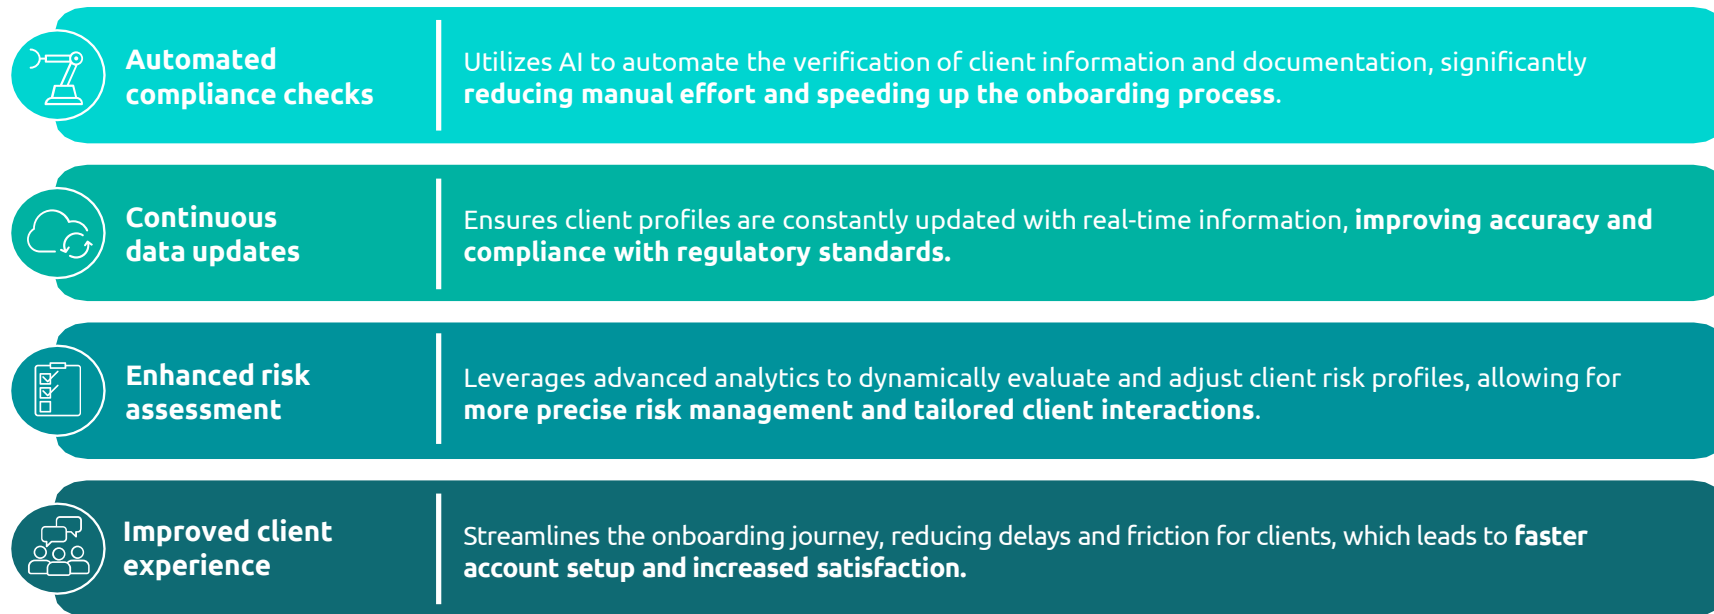 Automated
compliance checks
Utilizes AI to automate the verification of client information and documentation, significantly
reducing manual effort and speeding up the onboarding process.
Continuous
data updates
Ensures client profiles are constantly updated with real-time information, improving accuracy and
compliance with regulatory standards.
Enhanced risk
assessment
Leverages advanced analytics to dynamically evaluate and adjust client risk profiles, allowing for
more precise risk management and tailored client interactions.
Improved client
experience
Streamlines the onboarding journey, reducing delays and friction for clients, which leads to faster
account setup and increased satisfaction.